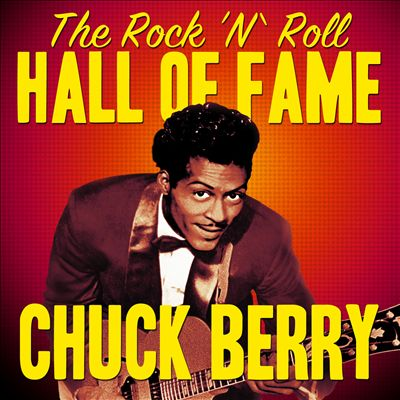 The Rock 'N` Roll
HALL OF FAME
CHUCK BERRY